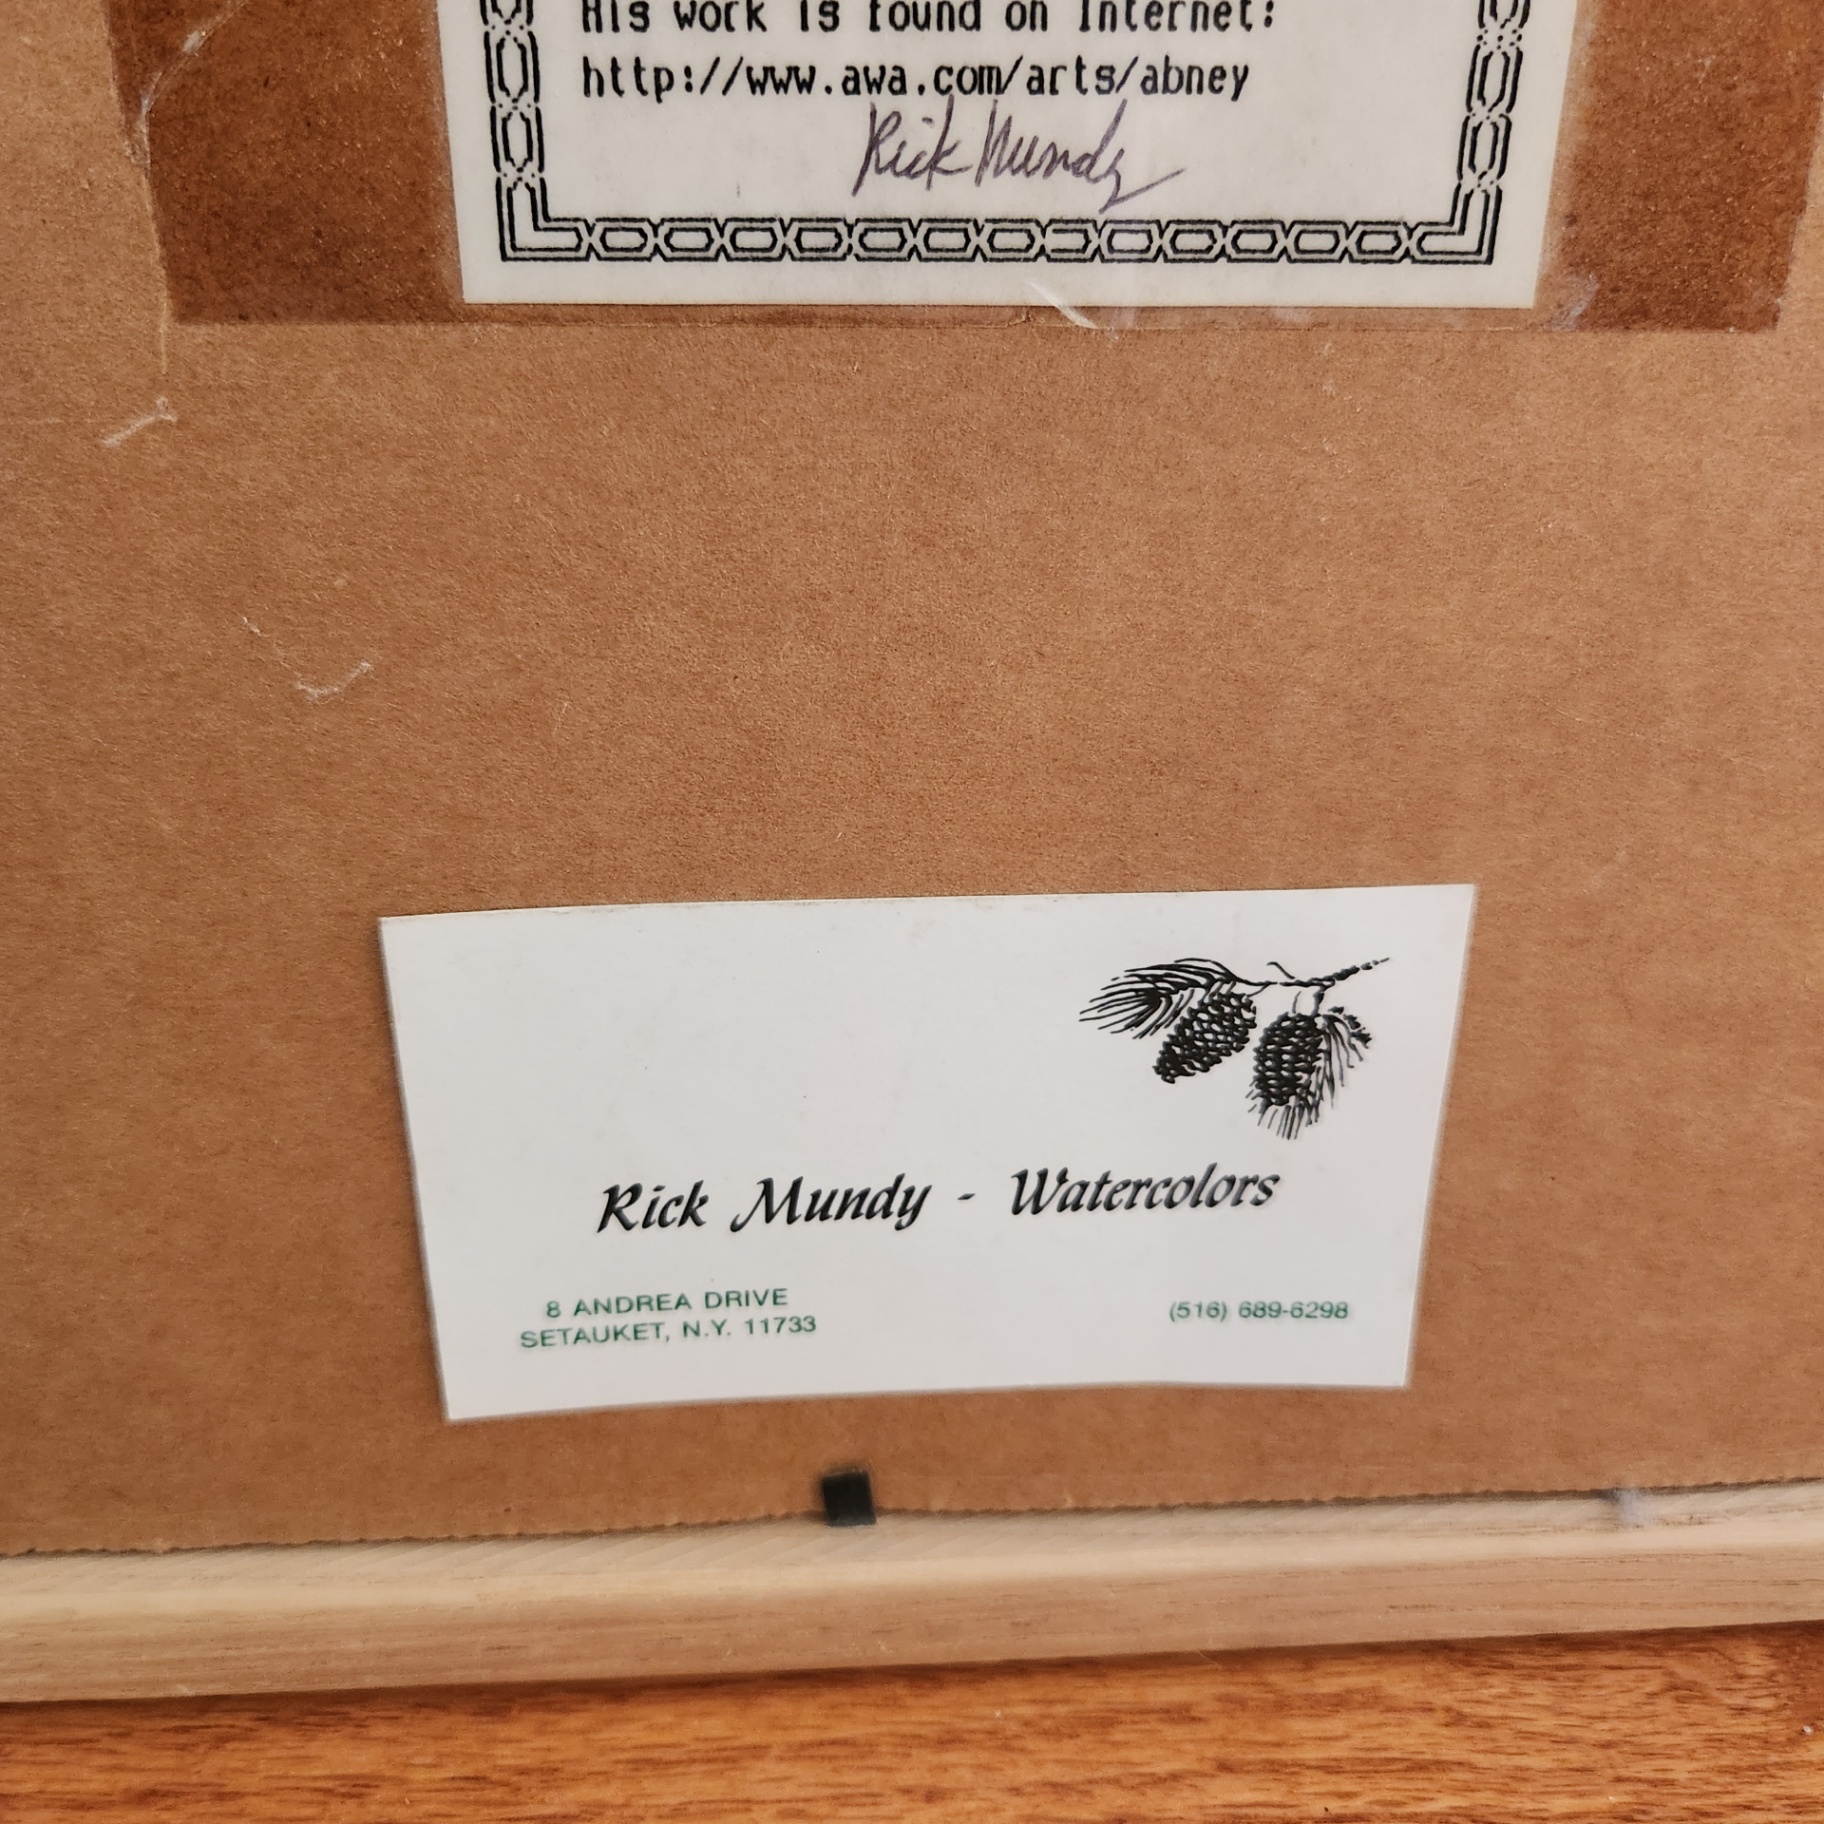 His work is found on Internet:
http://www.awa.com/arts/abney
Rick Mundy
Rick Mundy - Watercolors
8 ANDREA DRIVE
SETAUKET, N.Y. 11733
(516) 689-6298